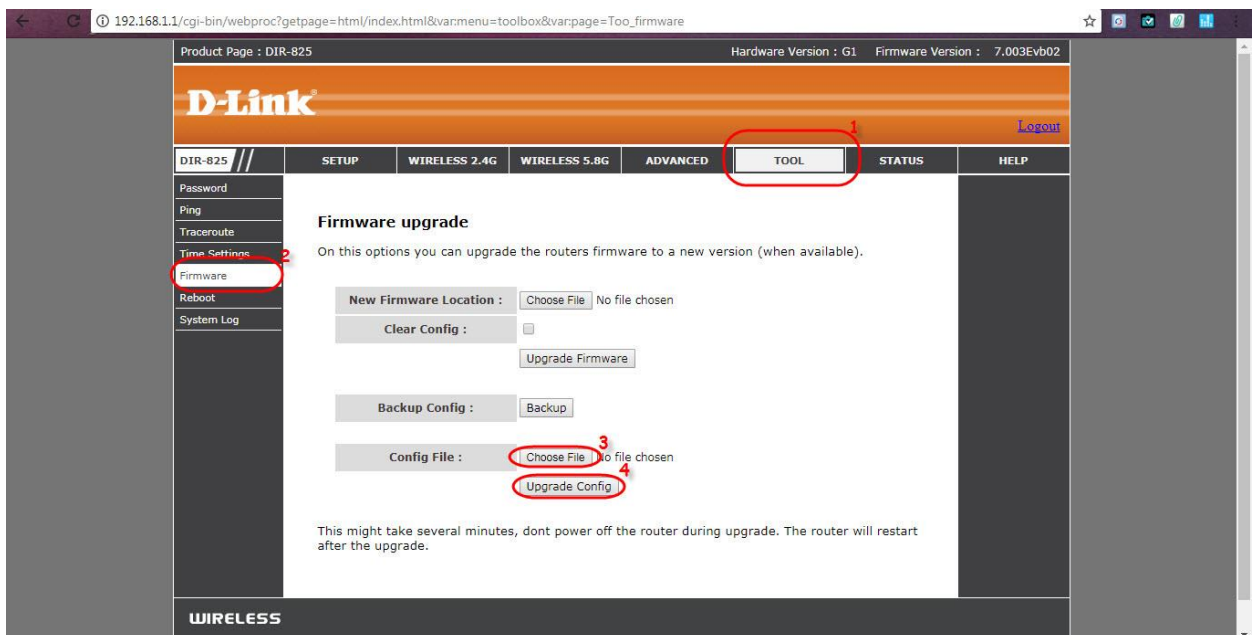 192.168.1.1/cgi-bin/webproc?getpage=html/index.html&var:menu=toolbox&var:page=Too_firmware
Product Page : DIR-825 Hardware Version : G1 Firmware Version : 7.003Evb02
D-Link®
1
Logout
DIR-825 SETUP WIRELESS 2.4G WIRELESS 5.8G ADVANCED TOOL STATUS HELP
Password
Ping
Traceroute
Time Settings
2
Firmware
Reboot
System Log
Firmware upgrade
On this options you can upgrade the routers firmware to a new version (when available).
New Firmware Location : Choose File No file chosen
Clear Config :
Upgrade Firmware
Backup Config : Backup
3
Config File : Choose File No file chosen
4
Upgrade Config
This might take several minutes, dont power off the router during upgrade. The router will restart
after the upgrade.
WIRELESS